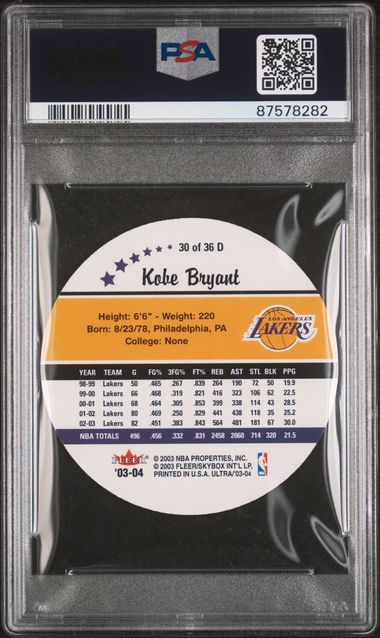 PSA
87578282
30 of 36 D
Kobe Bryant
Height: 6'6" - Weight: 220
Born: 8/23/78, Philadelphia, PA
College: None
LOS ANGELES
LAKERS
YEAR TEAM G FG% 3FG% FT% REB AST STL BLK PPG
98-99 Lakers 50 .465 .267 .839 264 190 72 50 19.9
99-00 Lakers 66 .468 .319 .821 416 323 106 62 22.5
00-01 Lakers 68 .464 .305 .853 399 338 114 43 28.5
01-02 Lakers 80 .469 .250 .829 441 438 118 35 25.2
02-03 Lakers 82 .451 .383 .843 564 481 181 67 30.0
NBA TOTALS 496 .456 .332 .831 2458 2060 714 320 21.5
FLEER
'03-04
© 2003 NBA PROPERTIES, INC.
© 2003 FLEER/SKYBOX INT'L LP.
PRINTED IN U.S.A. ULTRA/'03-04